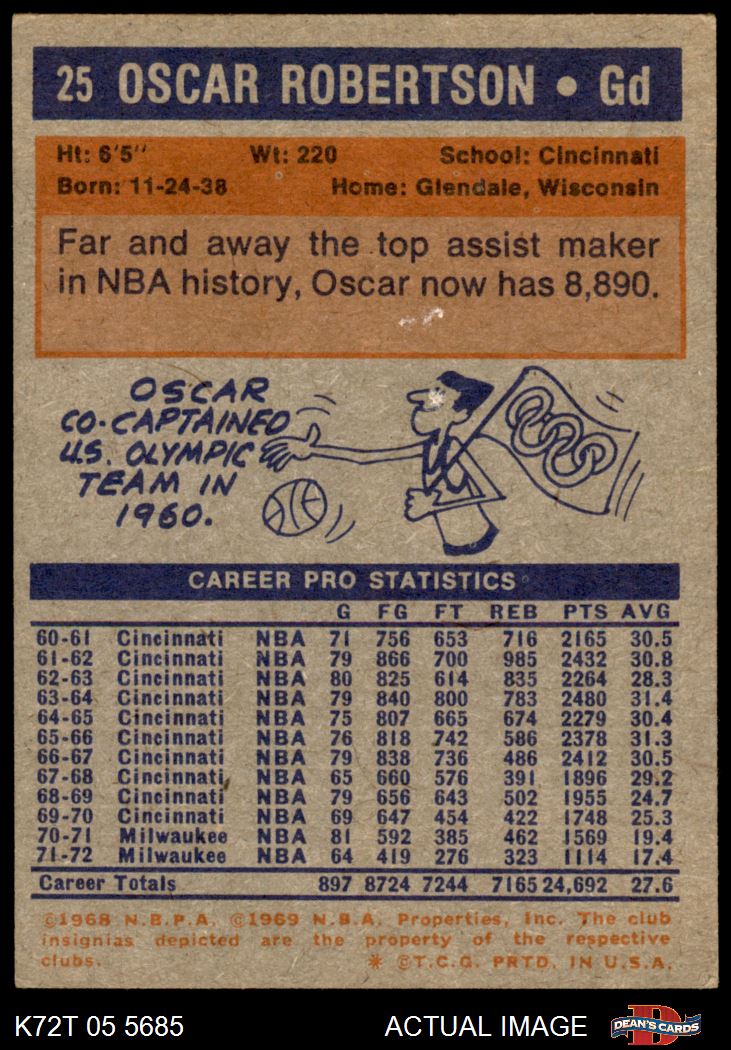 25 OSCAR ROBERTSON • Gd
Ht: 6'5" Wt: 220 School: Cincinnati
Born: 11-24-38 Home: Glendale, Wisconsin
Far and away the top assist maker
in NBA history, Oscar now has 8,890.
OSCAR
CO-CAPTAINED
U.S. OLYMPIC
TEAM IN
1960.
CAREER PRO STATISTICS
G FG FT REB PTS AVG
60-61 Cincinnati NBA 71 756 653 716 2165 30.5
61-62 Cincinnati NBA 79 866 700 985 2432 30.8
62-63 Cincinnati NBA 80 825 614 835 2264 28.3
63-64 Cincinnati NBA 79 840 800 783 2480 31.4
64-65 Cincinnati NBA 75 807 665 674 2279 30.4
65-66 Cincinnati NBA 76 818 742 586 2378 31.3
66-67 Cincinnati NBA 79 838 736 486 2412 30.5
67-68 Cincinnati NBA 65 660 576 391 1896 29.2
68-69 Cincinnati NBA 79 656 643 502 1955 24.7
69-70 Cincinnati NBA 69 647 454 422 1748 25.3
70-71 Milwaukee NBA 81 592 385 462 1569 19.4
71-72 Milwaukee NBA 64 419 276 323 1114 17.4
Career Totals 897 8724 7244 7165 24,692 27.6
©1968 N.B.P.A. ©1969 N.B.A. Properties, Inc. The club
insignias depicted are the property of the respective
clubs. * ©T.C.G. PRTD. IN U.S.A.
K72T 05 5685 ACTUAL IMAGE DEAN'S CARDS